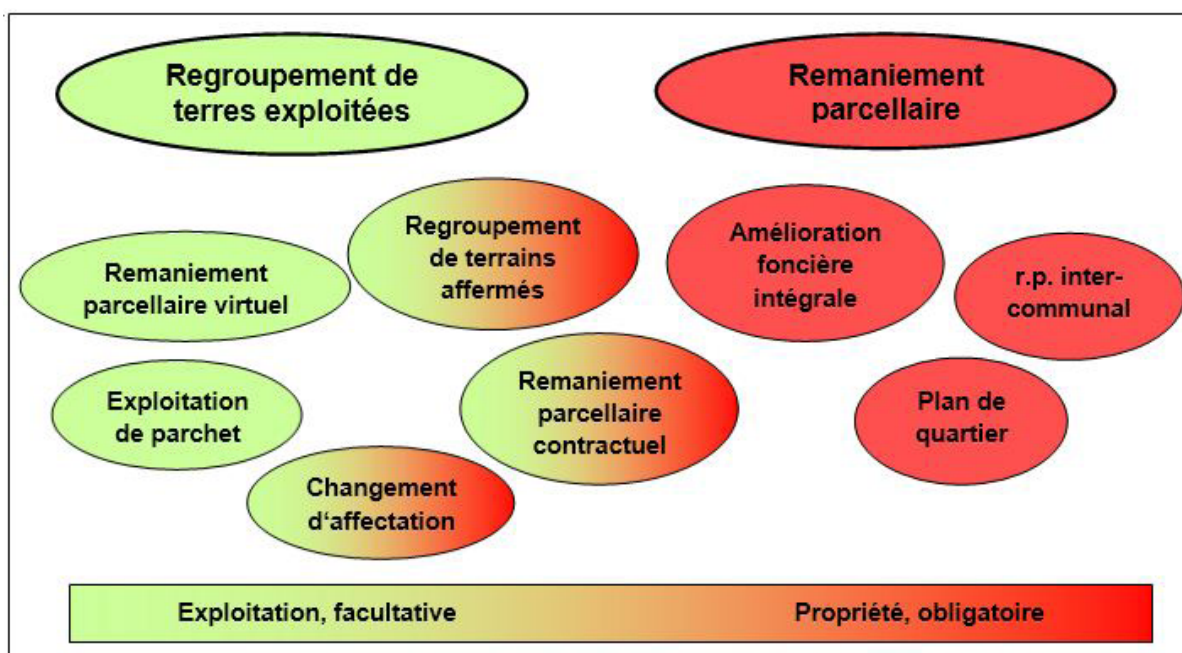 Regroupement de
terres exploitées
Remaniement
parcellaire
Regroupement
de terrains
affermés
Amélioration
foncière
intégrale
Remaniement
parcellaire virtuel
r.p. inter-
communal
Exploitation
de parchet
Remaniement
parcellaire
contractuel
Plan de
quartier
Changement
d‘affectation
Exploitation, facultative
Propriété, obligatoire